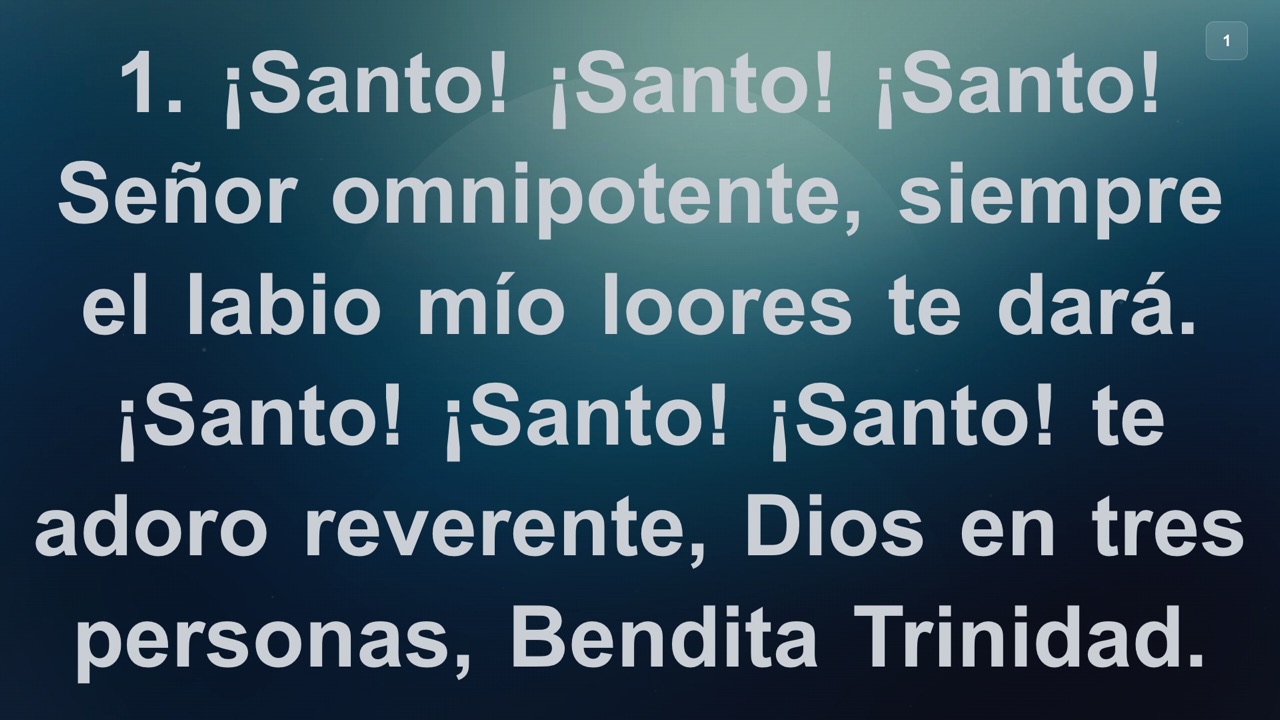 1
1. ¡Santo! ¡Santo! ¡Santo!
Señor omnipotente, siempre
el labio mío loores te dará.
¡Santo! ¡Santo! ¡Santo! te
adoro reverente, Dios en tres
personas, Bendita Trinidad.